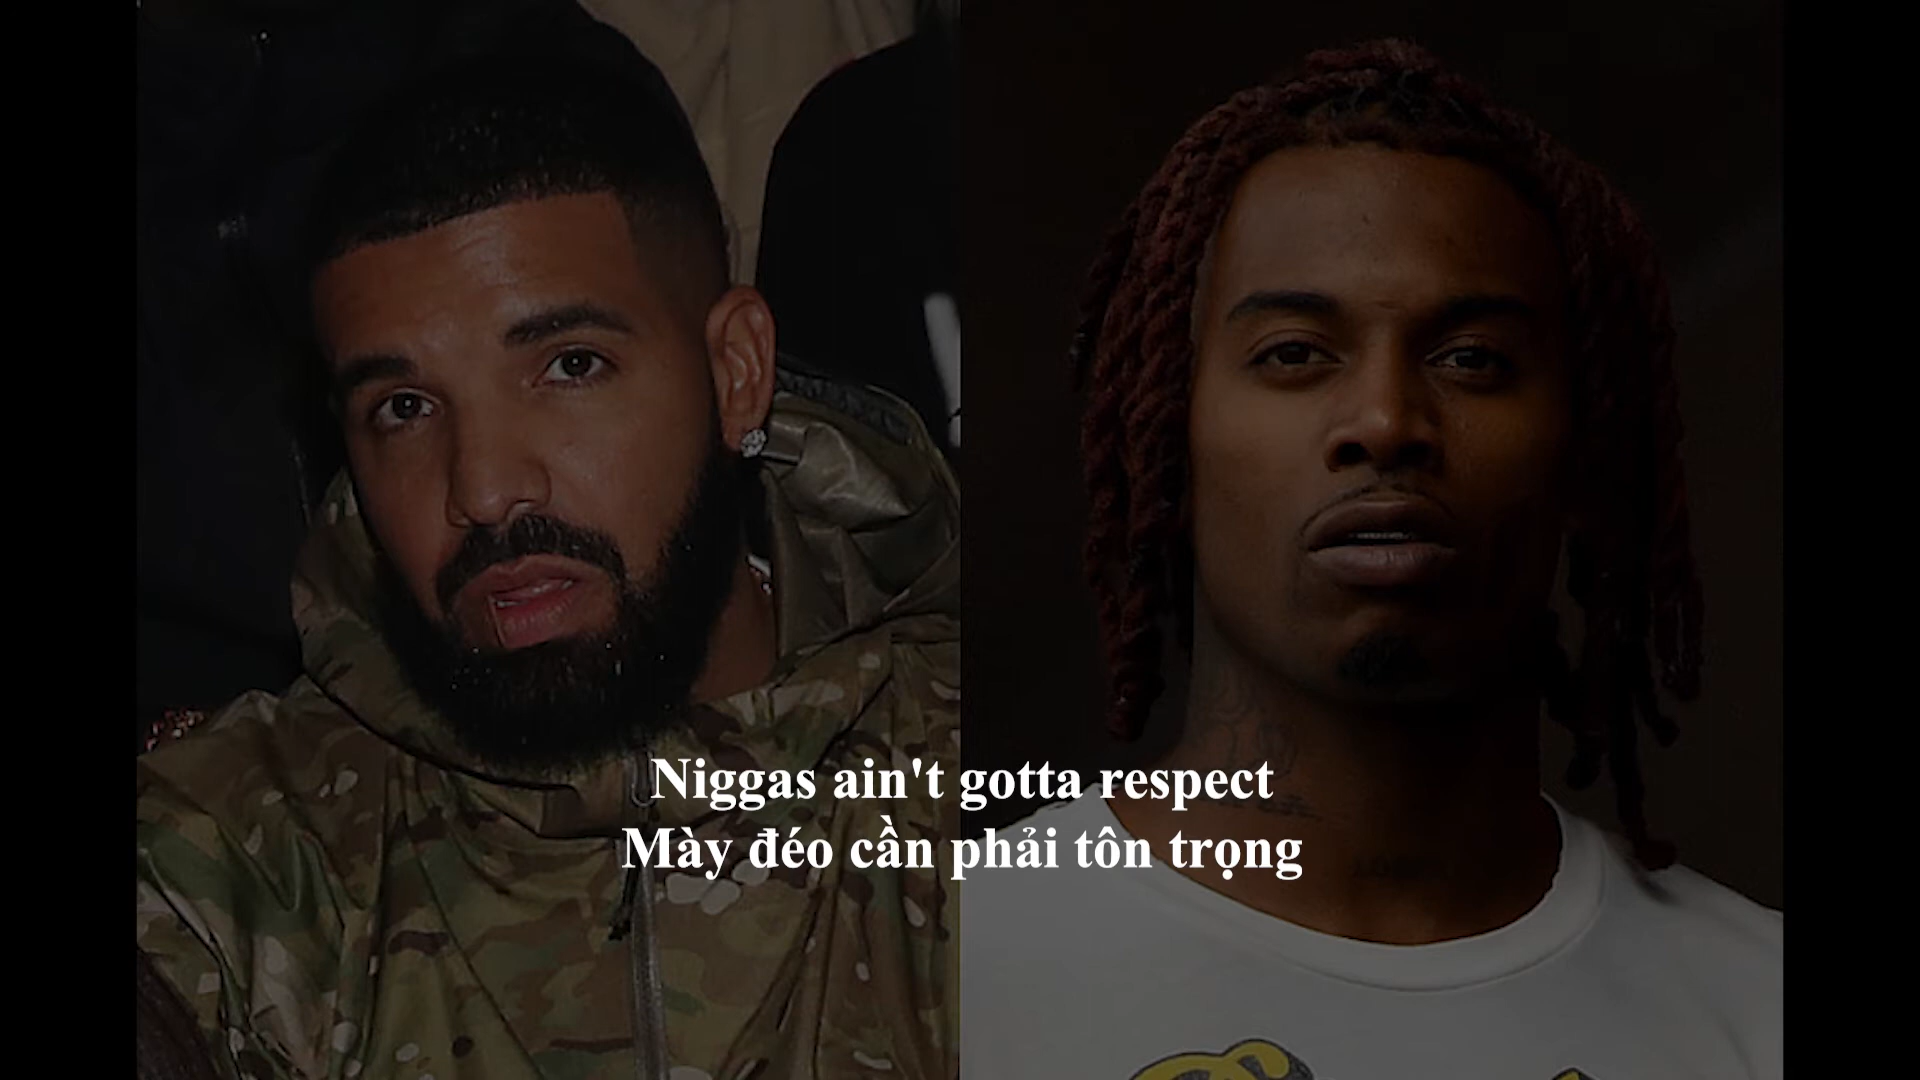 Niggas ain't gotta respect
Mày đéo cần phải tôn trọng